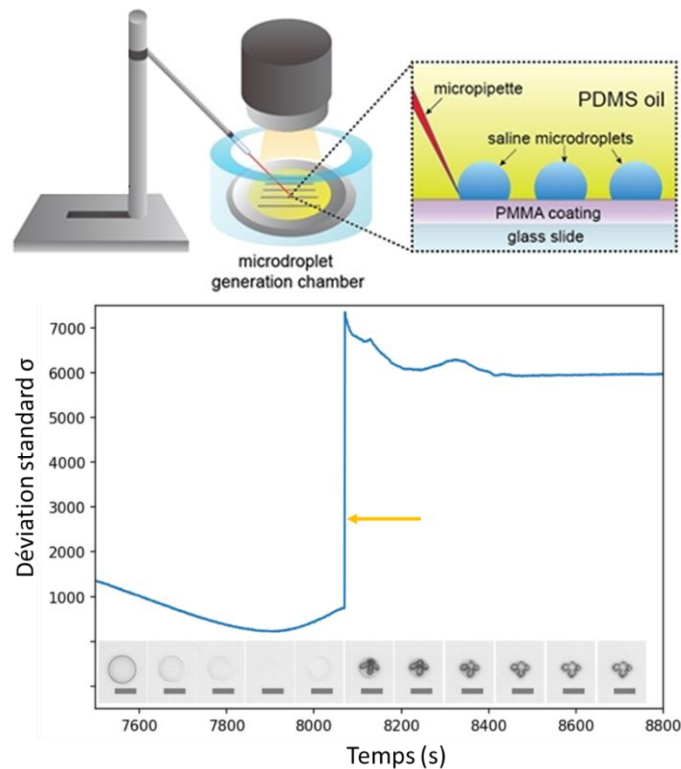 micropipette
PDMS oil
saline microdroplets
PMMA coating
glass slide
microdroplet
generation chamber
Déviation standard σ
7000
6000
5000
4000
3000
2000
1000
7600
7800
8000
8200
8400
8600
8800
Temps (s)